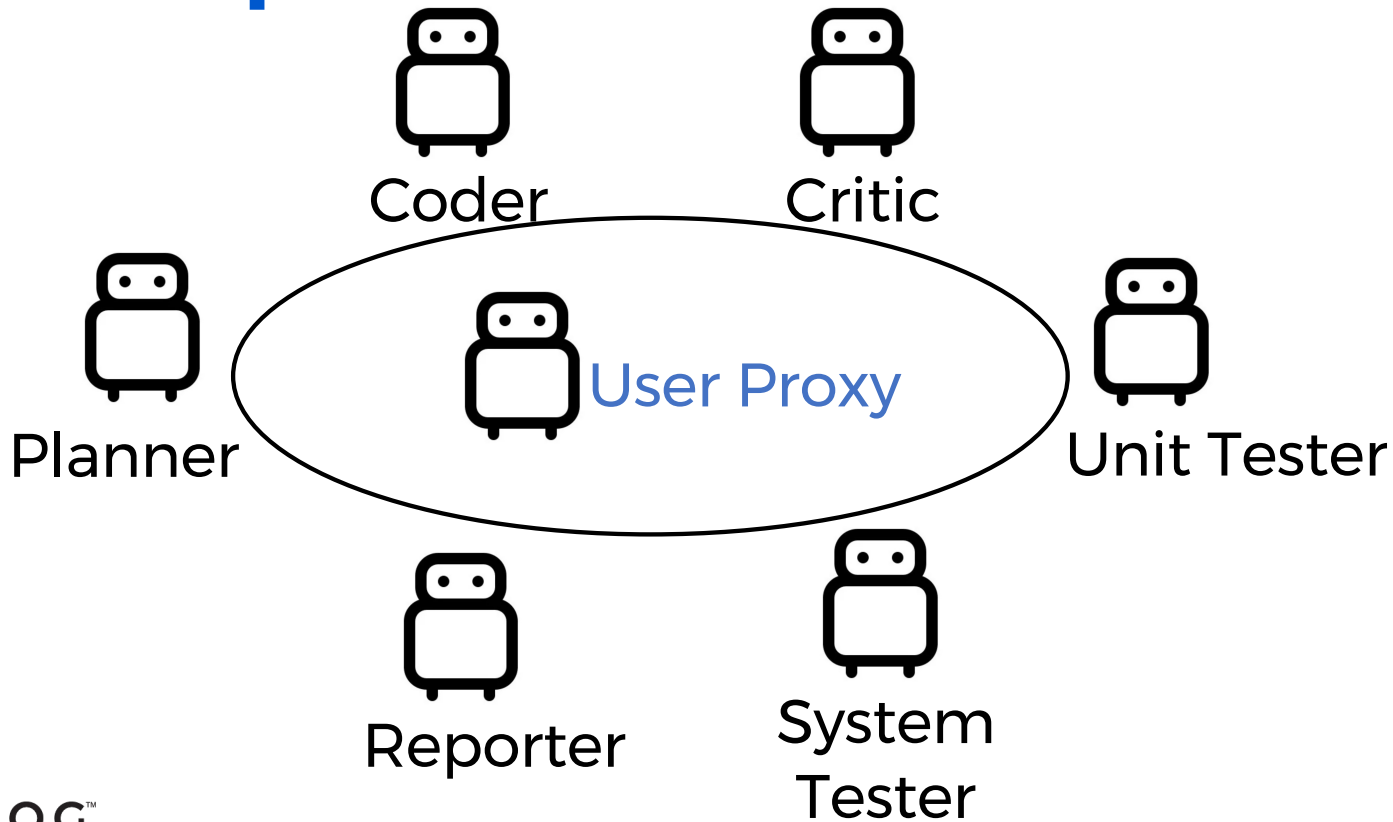 Coder
Critic
User Proxy
Planner
Unit Tester
Reporter
System
Tester